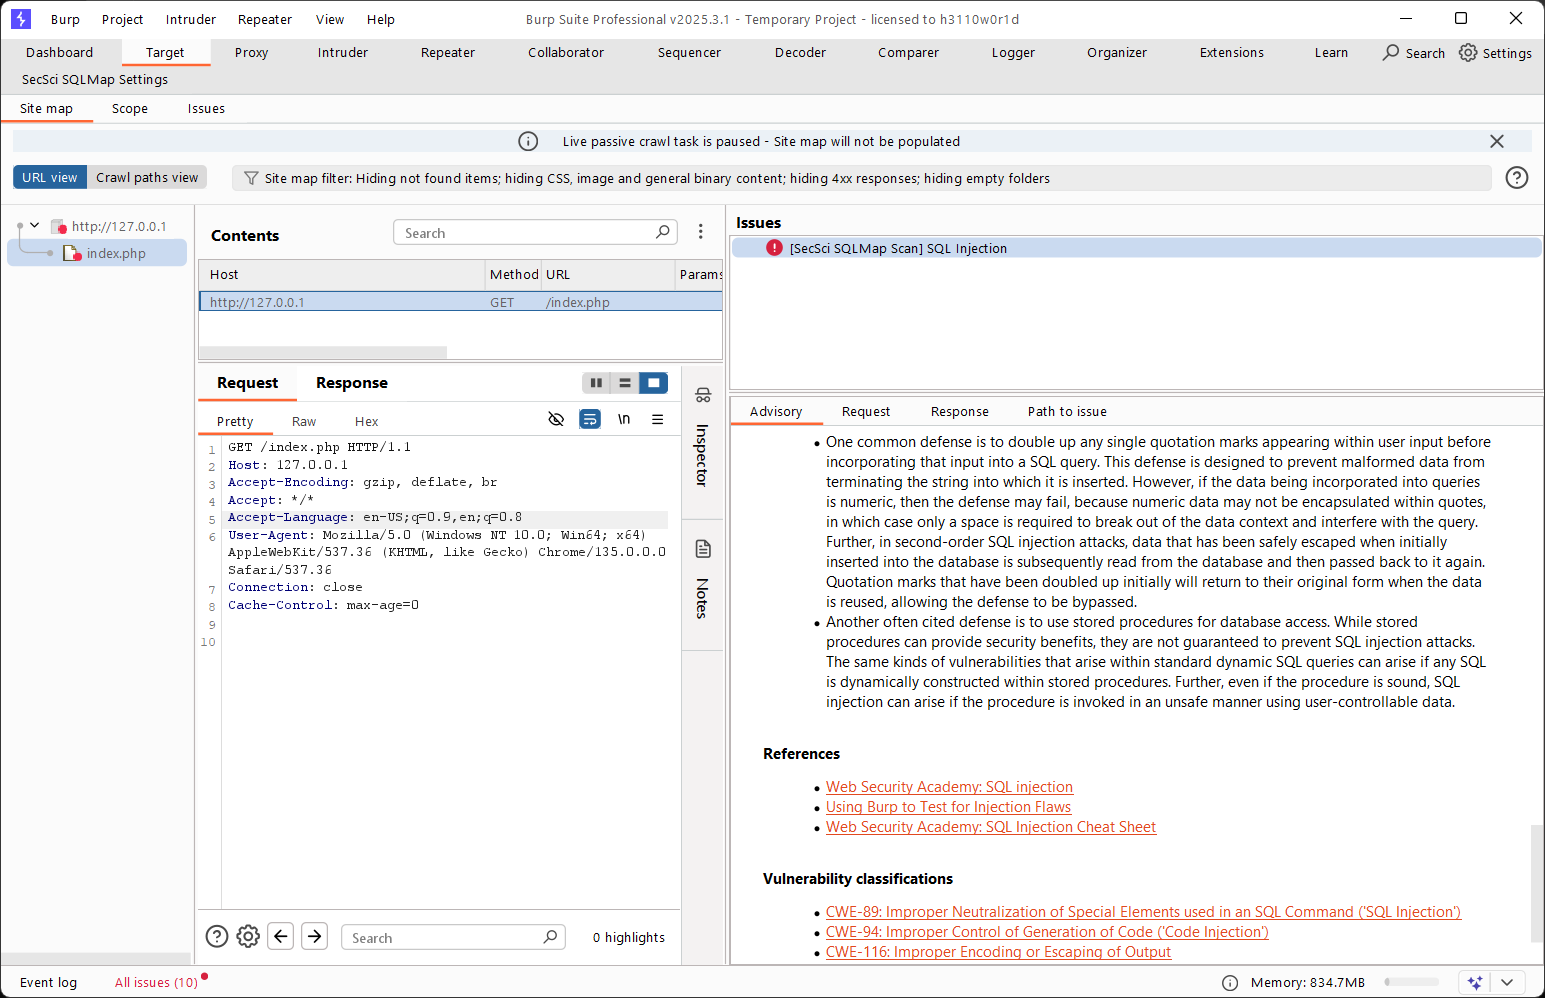 Burp Project Intruder Repeater View Help Burp Suite Professional v2025.3.1 - Temporary Project - licensed to h3110w0r1d
Dashboard Target Proxy Intruder Repeater Collaborator Sequencer Decoder Comparer Logger Organizer Extensions Learn Search Settings
SecSci SQLMap Settings
Site map Scope Issues
Live passive crawl task is paused - Site map will not be populated
URL view Crawl paths view Site map filter: Hiding not found items; hiding CSS, image and general binary content; hiding 4xx responses; hiding empty folders
http://127.0.0.1
index.php
Contents Search
Host Method URL Params
http://127.0.0.1 GET /index.php
Request Response
Pretty Raw Hex \n
1 GET /index.php HTTP/1.1
2 Host: 127.0.0.1
3 Accept-Encoding: gzip, deflate, br
4 Accept: */*
5 Accept-Language: en-US;q=0.9,en;q=0.8
6 User-Agent: Mozilla/5.0 (Windows NT 10.0; Win64; x64)
AppleWebKit/537.36 (KHTML, like Gecko) Chrome/135.0.0.0
Safari/537.36
7 Connection: close
8 Cache-Control: max-age=0
9
10
Inspector
Notes
Search 0 highlights
Issues
[SecSci SQLMap Scan] SQL Injection
Advisory Request Response Path to issue
• One common defense is to double up any single quotation marks appearing within user input before
incorporating that input into a SQL query. This defense is designed to prevent malformed data from
terminating the string into which it is inserted. However, if the data being incorporated into queries
is numeric, then the defense may fail, because numeric data may not be encapsulated within quotes,
in which case only a space is required to break out of the data context and interfere with the query.
Further, in second-order SQL injection attacks, data that has been safely escaped when initially
inserted into the database is subsequently read from the database and then passed back to it again.
Quotation marks that have been doubled up initially will return to their original form when the data
is reused, allowing the defense to be bypassed.
• Another often cited defense is to use stored procedures for database access. While stored
procedures can provide security benefits, they are not guaranteed to prevent SQL injection attacks.
The same kinds of vulnerabilities that arise within standard dynamic SQL queries can arise if any SQL
is dynamically constructed within stored procedures. Further, even if the procedure is sound, SQL
injection can arise if the procedure is invoked in an unsafe manner using user-controllable data.
References
• Web Security Academy: SQL injection
• Using Burp to Test for Injection Flaws
• Web Security Academy: SQL Injection Cheat Sheet
Vulnerability classifications
• CWE-89: Improper Neutralization of Special Elements used in an SQL Command ('SQL Injection')
• CWE-94: Improper Control of Generation of Code ('Code Injection')
• CWE-116: Improper Encoding or Escaping of Output
Event log All issues (10) Memory: 834.7MB